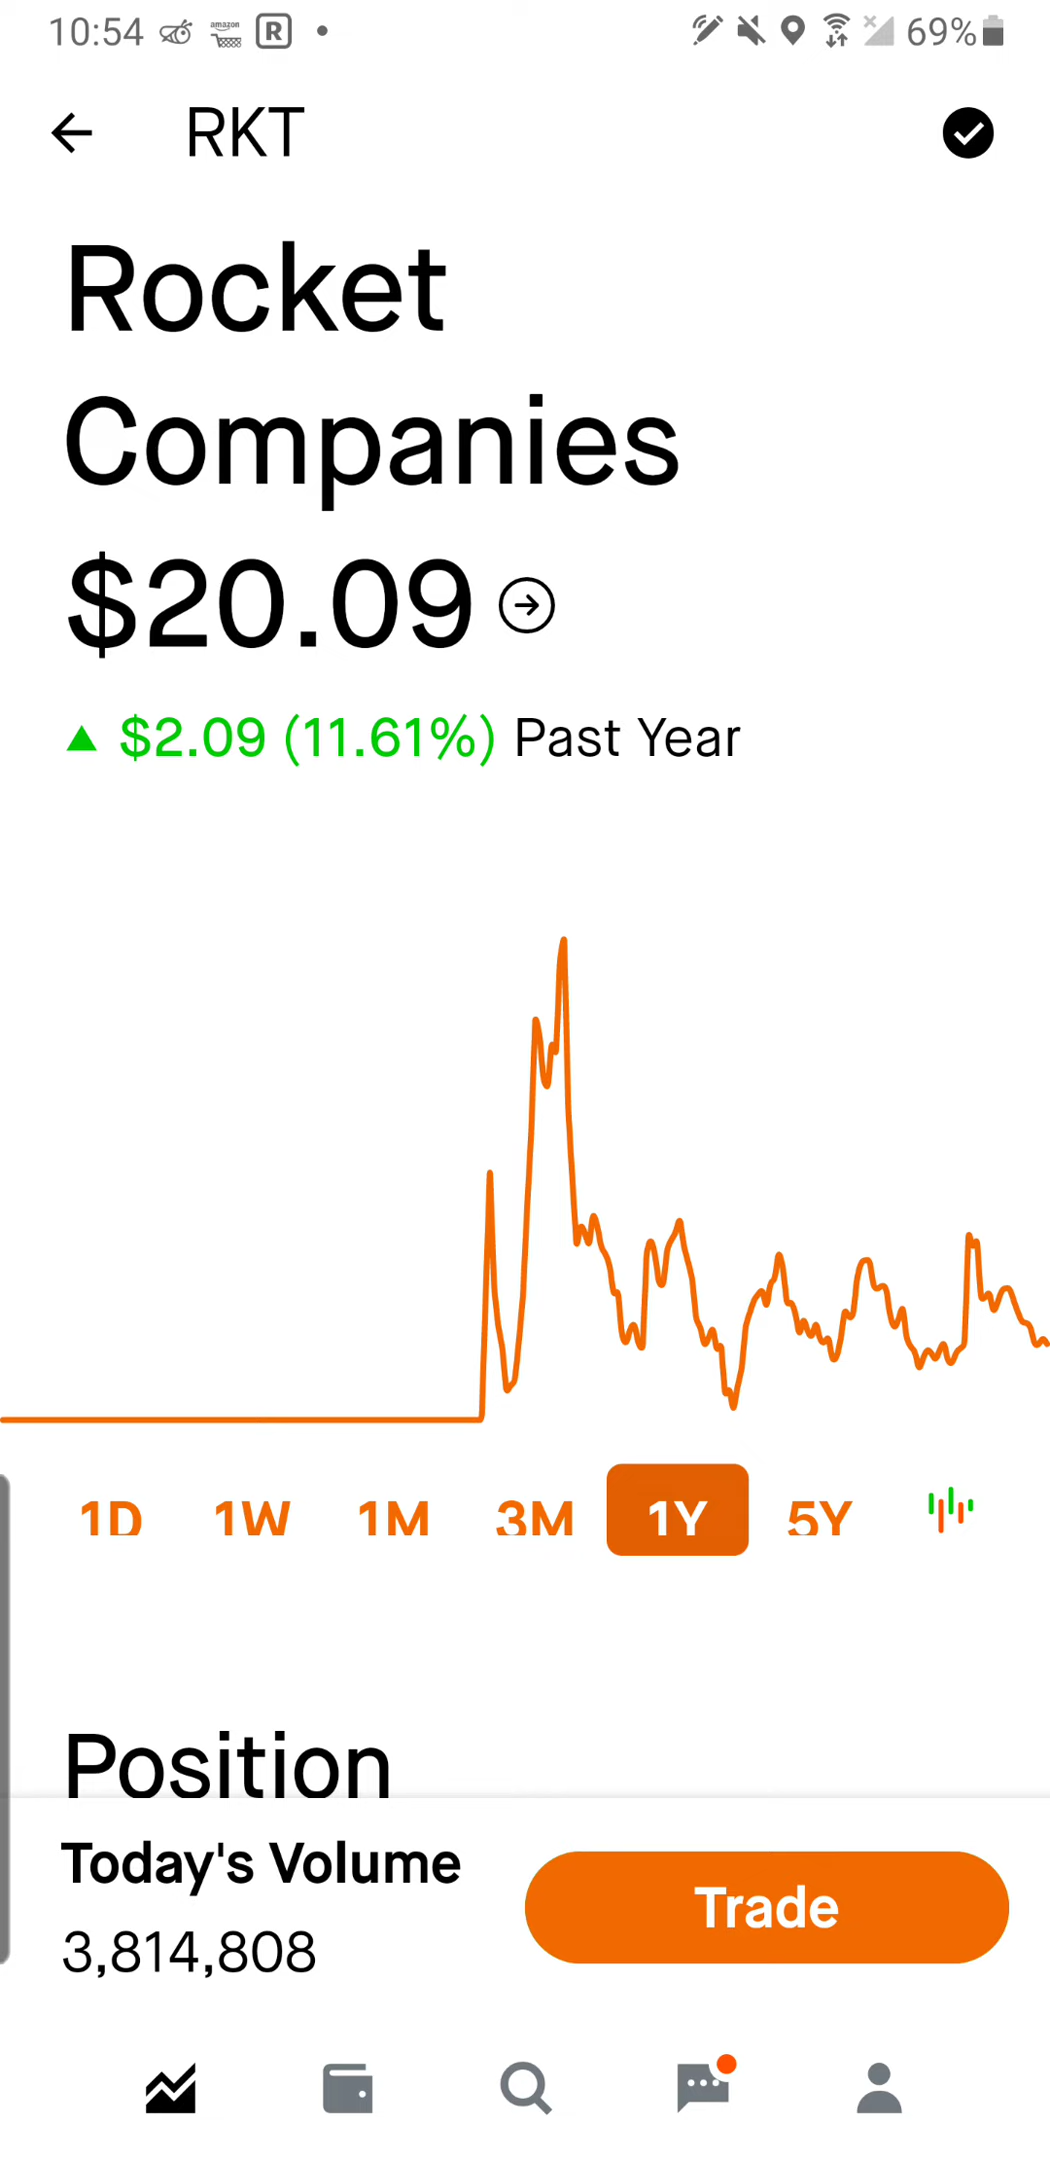 10:54 amazon R 69%
RKT
Rocket
Companies
$20.09
$2.09 (11.61%) Past Year
1D 1W 1M 3M 1Y 5Y
Position
Today's Volume
3,814,808
Trade